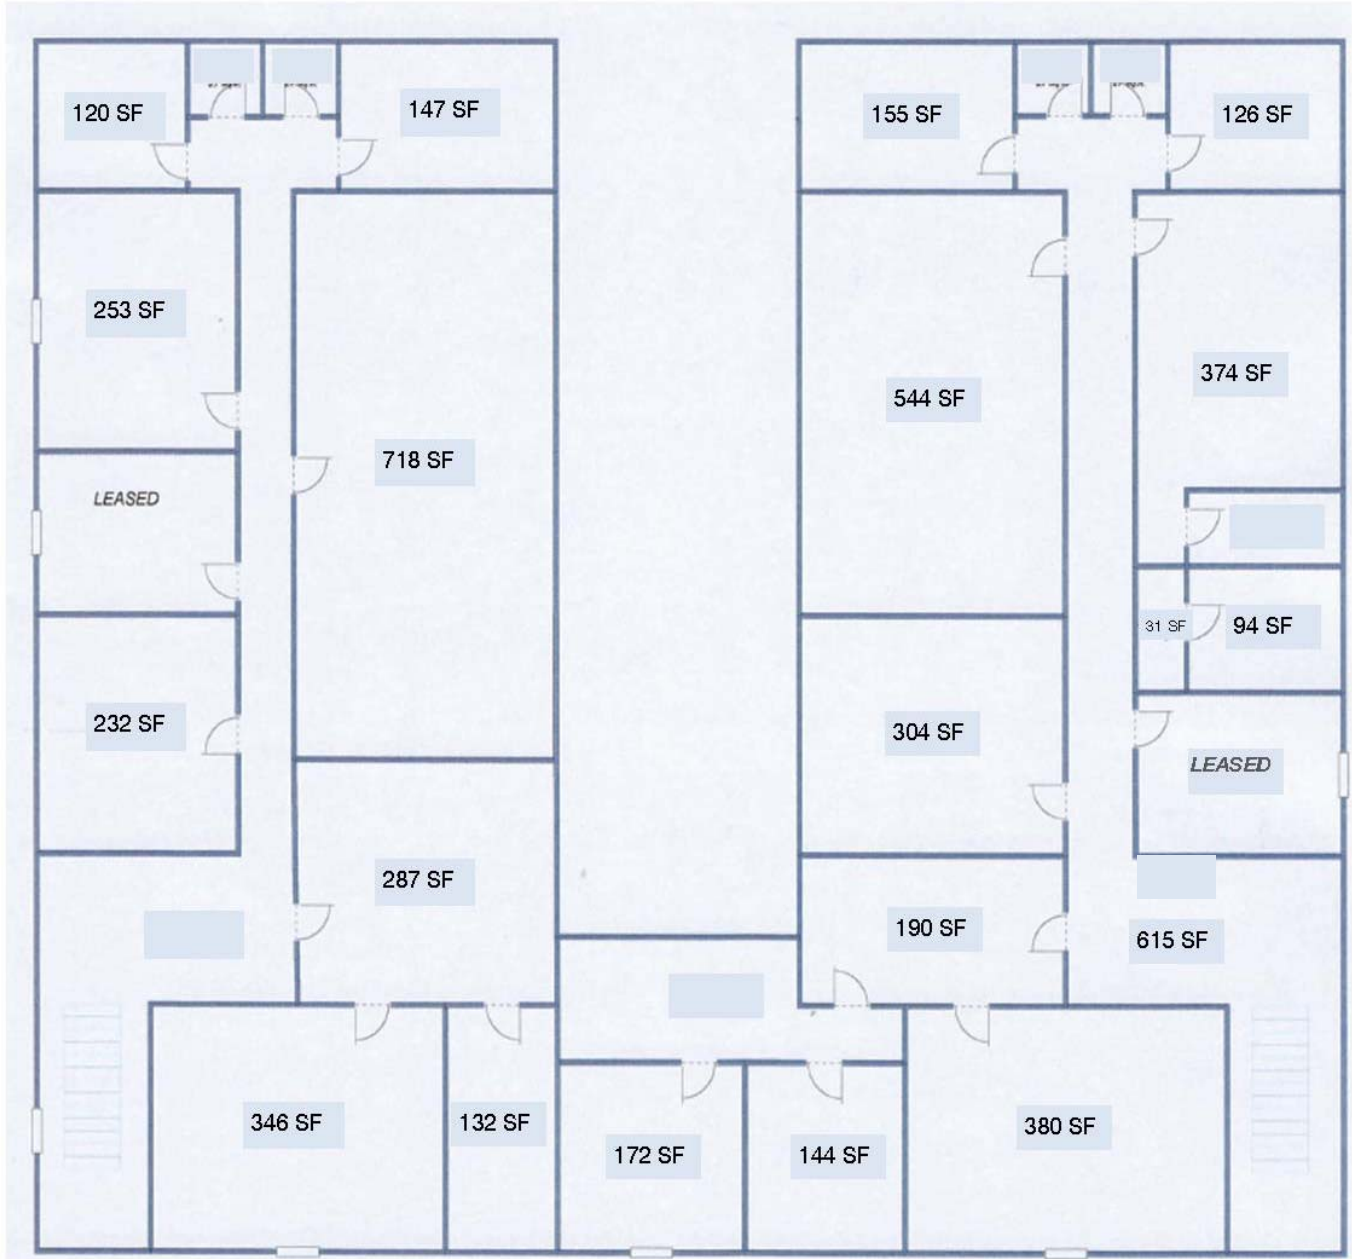 120 SF
147 SF
155 SF
126 SF
253 SF
374 SF
544 SF
718 SF
LEASED
31 SF
94 SF
232 SF
304 SF
LEASED
287 SF
190 SF
615 SF
346 SF
132 SF
172 SF
144 SF
380 SF